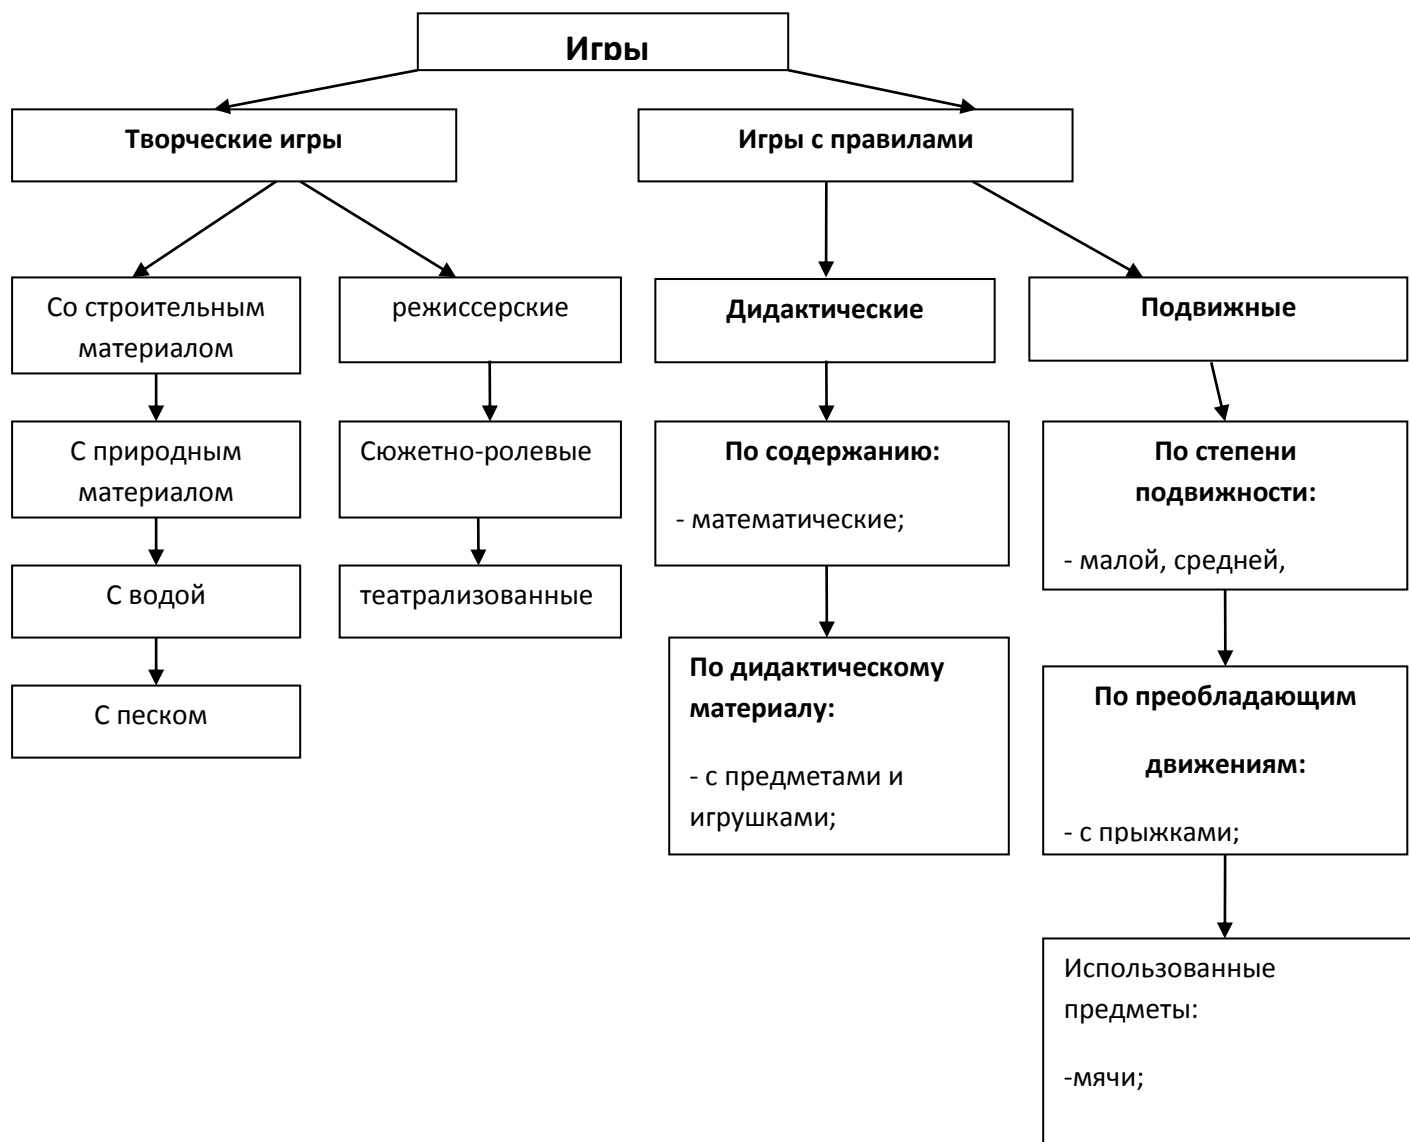 Игры
Творческие игры
Игры с правилами
Со строительным
материалом
режиссерские
Дидактические
Подвижные
С природным
материалом
Сюжетно-ролевые
По содержанию:
- математические;
По степени
подвижности:
- малой, средней,
С водой
театрализованные
По дидактическому
материалу:
- с предметами и
игрушками;
По преобладающим
движениям:
- с прыжками;
С песком
Использованные
предметы:
-мячи;